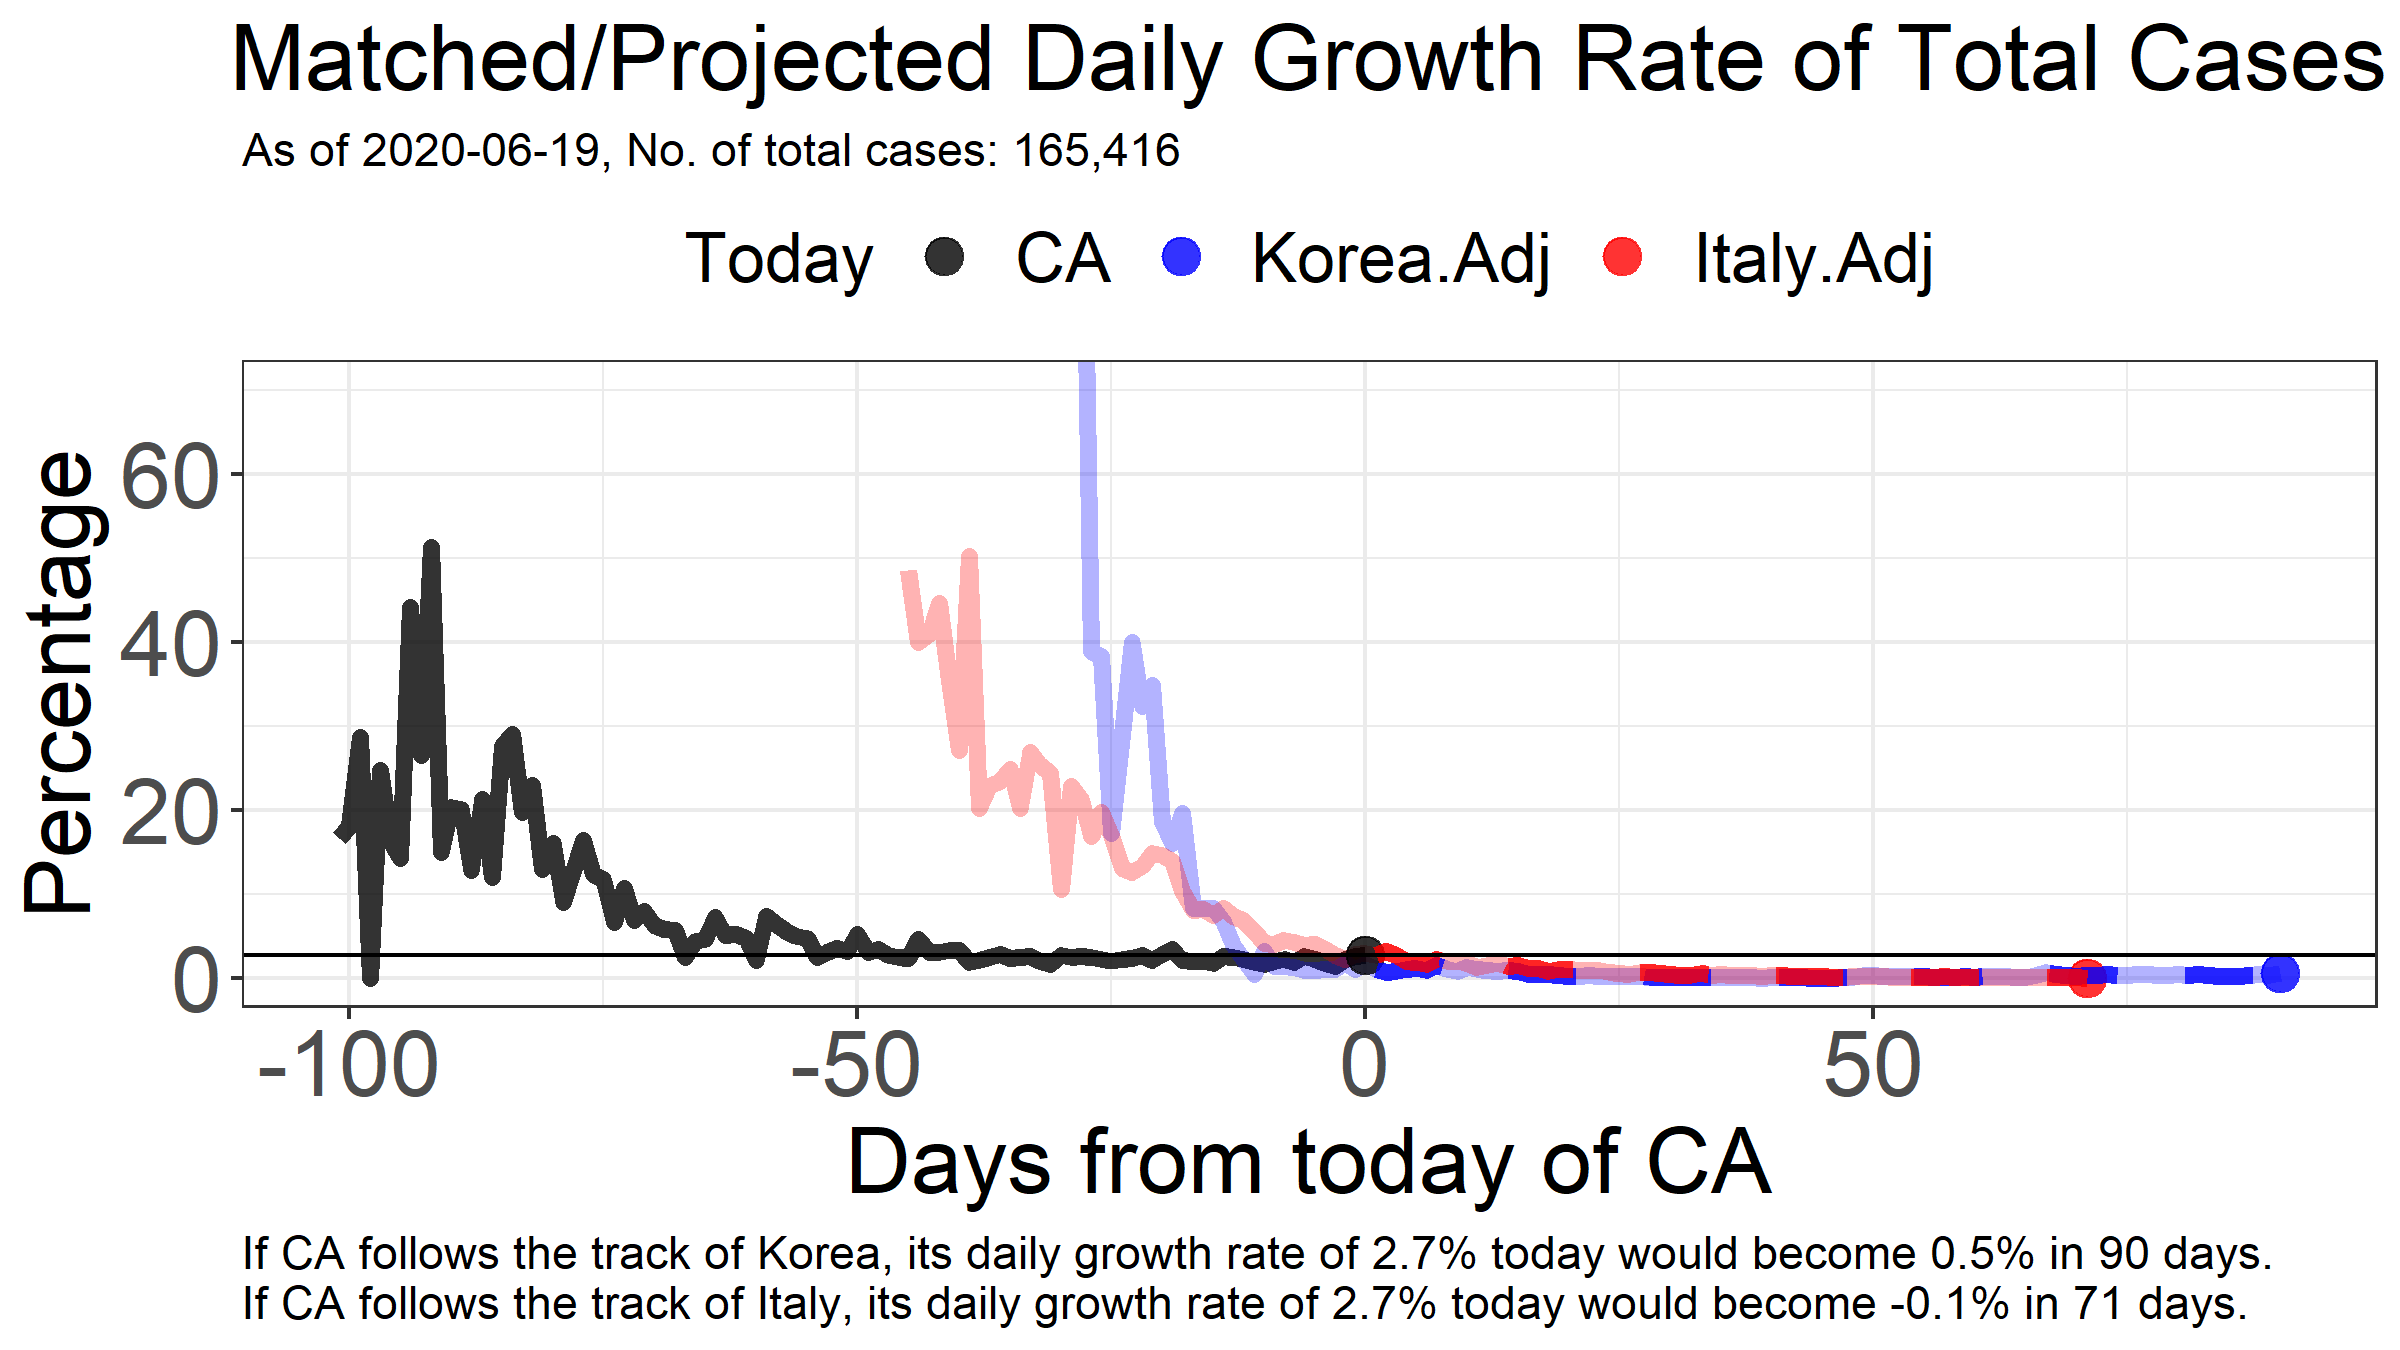 Matched/Projected Daily Growth Rate of Total Cases
As of 2020-06-19, No. of total cases: 165,416
Today CA Korea.Adj Italy.Adj
Percentage
60
40
20
0
-100 -50 0 50
Days from today of CA
If CA follows the track of Korea, its daily growth rate of 2.7% today would become 0.5% in 90 days.
If CA follows the track of Italy, its daily growth rate of 2.7% today would become -0.1% in 71 days.